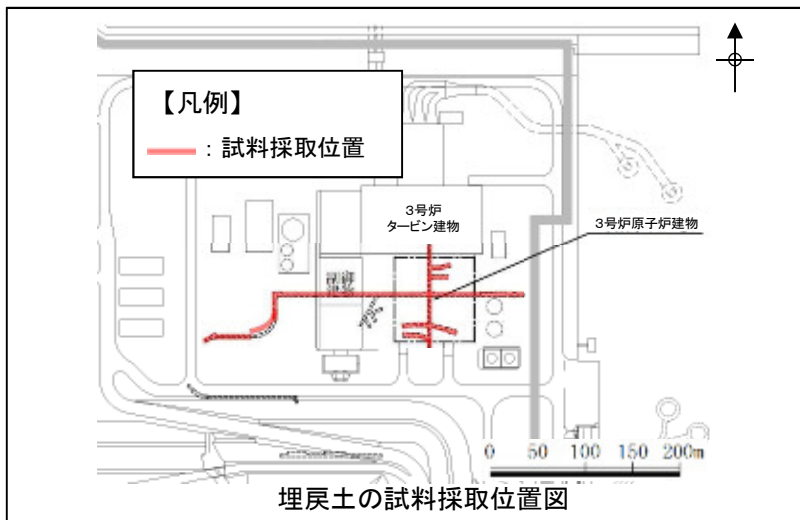 【凡例】
：試料採取位置
3号炉
タービン建物
3号炉原子炉建物
0 50 100 150 200m
埋戻土の試料採取位置図